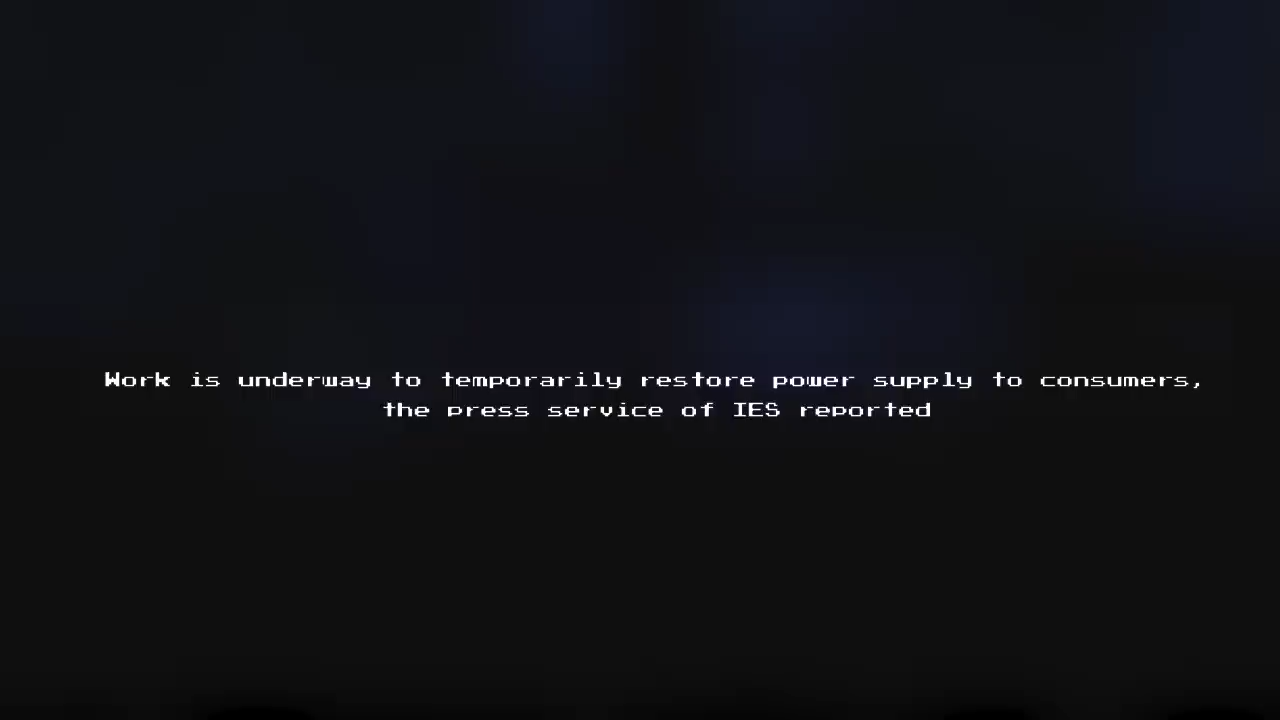 Work is underway to temporarily restore power supply to consumers,
the press service of IES reported